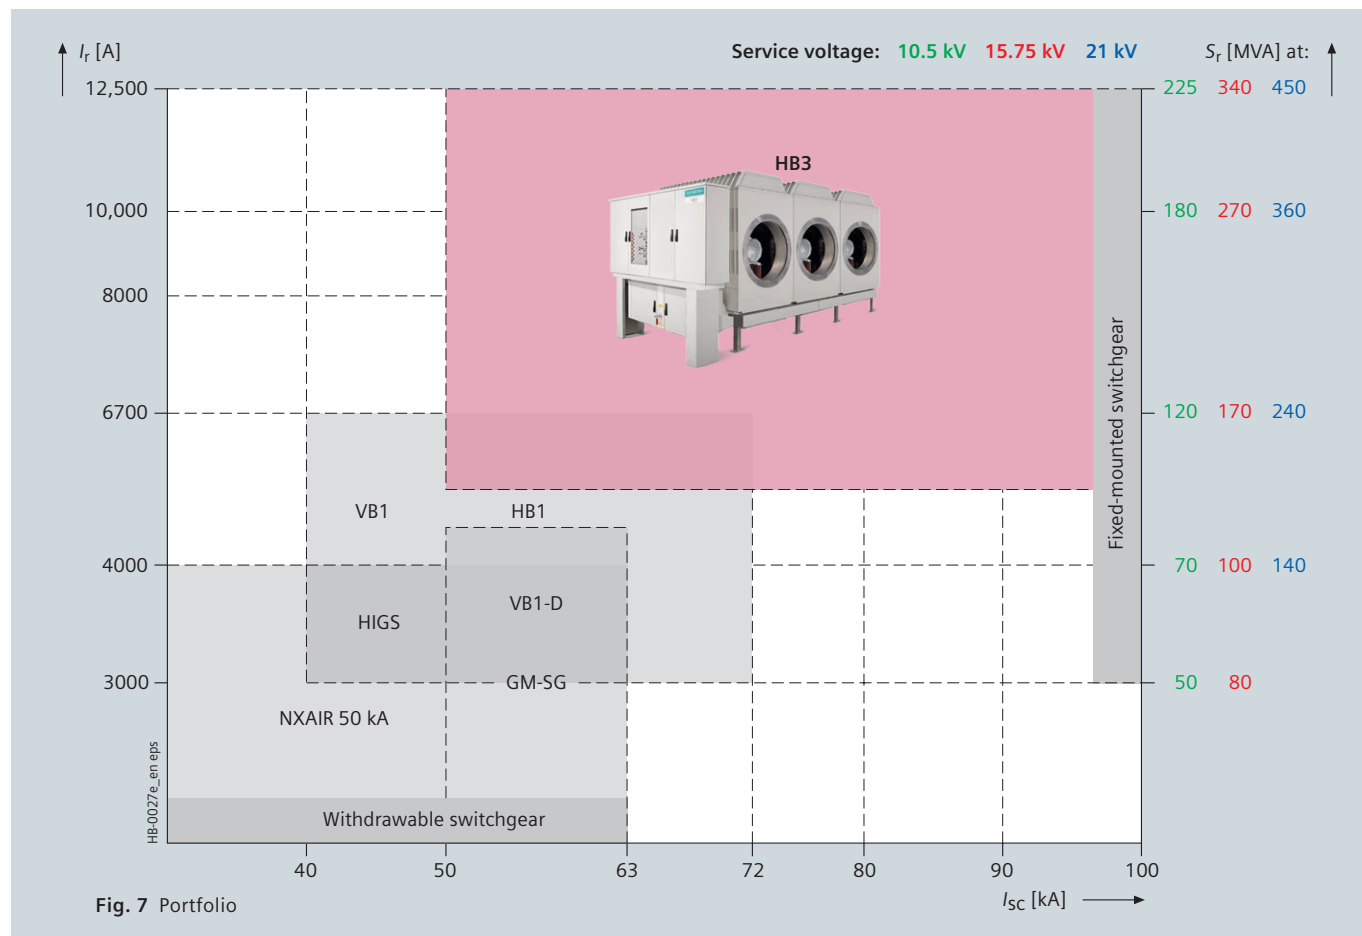 Ir [A]
Service voltage: 10.5 kV 15.75 kV 21 kV
Sr [MVA] at:
12,500
225 340 450
HB3
10,000
180 270 360
8000
Fixed-mounted switchgear
6700
120 170 240
VB1
HB1
4000
70 100 140
VB1-D
HIGS
3000
GM-SG
50 80
NXAIR 50 kA
HB-0027e_en eps
Withdrawable switchgear
40 50 63 72 80 90 100
ISC [kA]
Fig. 7 Portfolio